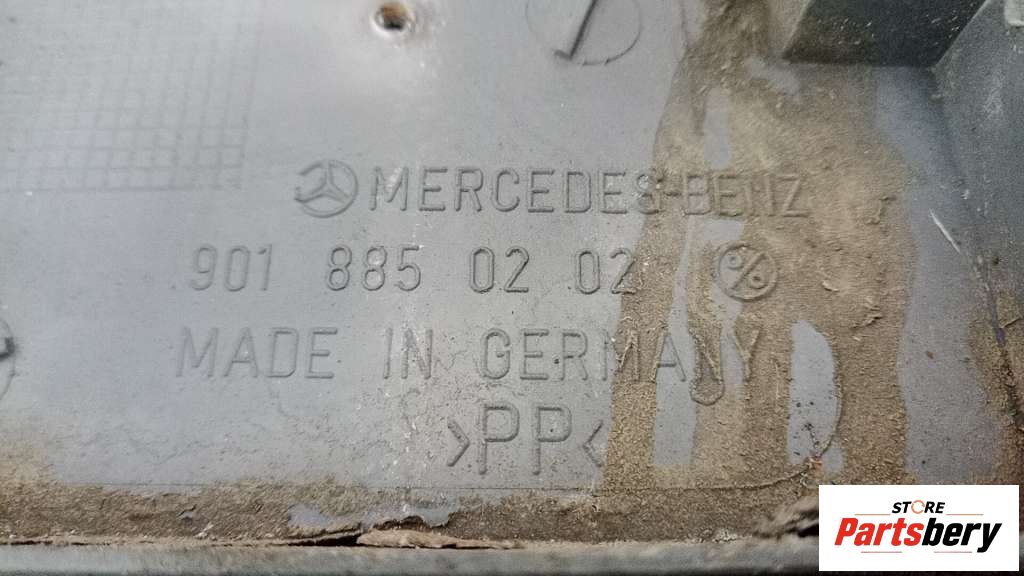 MERCEDES-BENZ
901 885 02 02
MADE IN GERMANY
>PP<
STORE
Partsbery